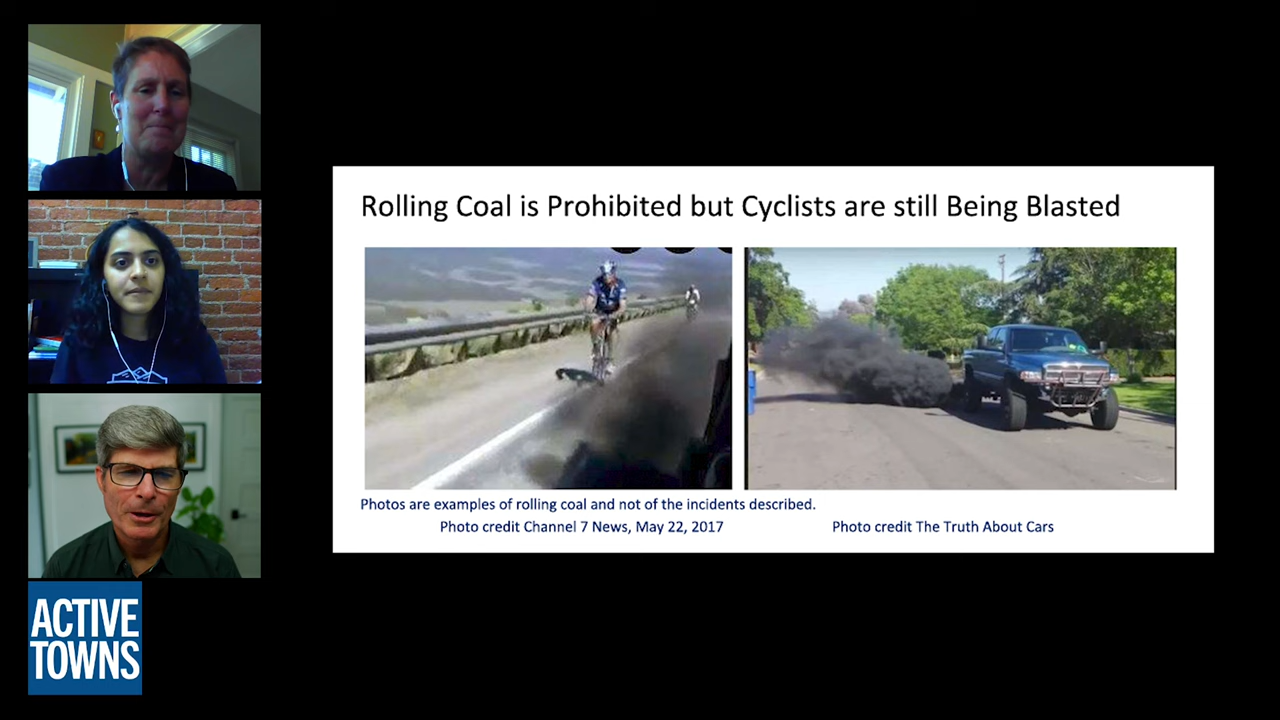 Rolling Coal is Prohibited but Cyclists are still Being Blasted
Photos are examples of rolling coal and not of the incidents described.
Photo credit Channel 7 News, May 22, 2017
Photo credit The Truth About Cars
ACTIVE
TOWNS